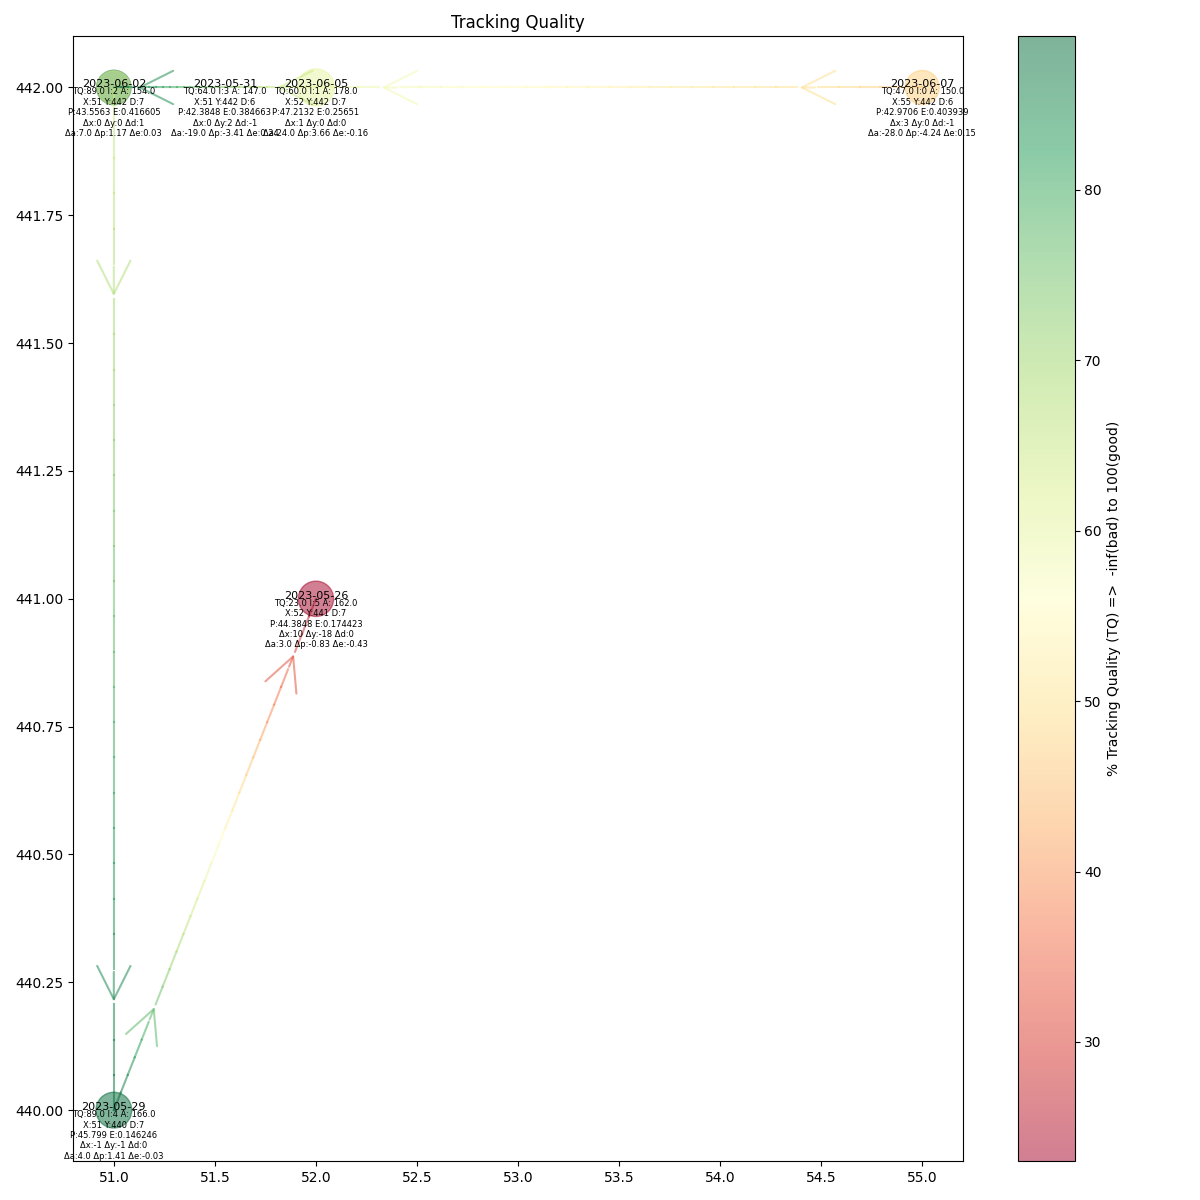 Tracking Quality
2023-06-02
TQ:89.0 I:2 A: 154.0
X:51 Y:442 D:7
P:43.5563 E:0.416605
Δx:0 Δy:0 Δd:1
Δa:7.0 Δp:1.17 Δe:0.03
2023-05-31
TQ:64.0 I:3 A: 147.0
X:51 Y:442 D:6
P:42.3848 E:0.384663
Δx:0 Δy:2 Δd:-1
Δa:-19.0 Δp:-3.41 Δe:0.24
2023-06-05
TQ:60.0 I:1 A: 178.0
X:52 Y:442 D:7
P:47.2132 E:0.25651
Δx:1 Δy:0 Δd:0
Δa:24.0 Δp:3.66 Δe:-0.16
2023-06-07
TQ:47.0 I:0 A: 150.0
X:55 Y:442 D:6
P:42.9706 E:0.403939
Δx:3 Δy:0 Δd:-1
Δa:-28.0 Δp:-4.24 Δe:0.15
2023-05-26
TQ:23.0 I:5 A: 162.0
X:52 Y:441 D:7
P:44.3848 E:0.174423
Δx:10 Δy:-18 Δd:0
Δa:3.0 Δp:-0.83 Δe:-0.43
2023-05-29
TQ:89.0 I:4 A: 166.0
X:51 Y:440 D:7
P:45.799 E:0.146246
Δx:-1 Δy:-1 Δd:0
Δa:4.0 Δp:1.41 Δe:-0.03
442.00
441.75
441.50
441.25
441.00
440.75
440.50
440.25
440.00
51.0
51.5
52.0
52.5
53.0
53.5
54.0
54.5
55.0
80
70
60
50
40
30
% Tracking Quality (TQ) => -inf(bad) to 100(good)